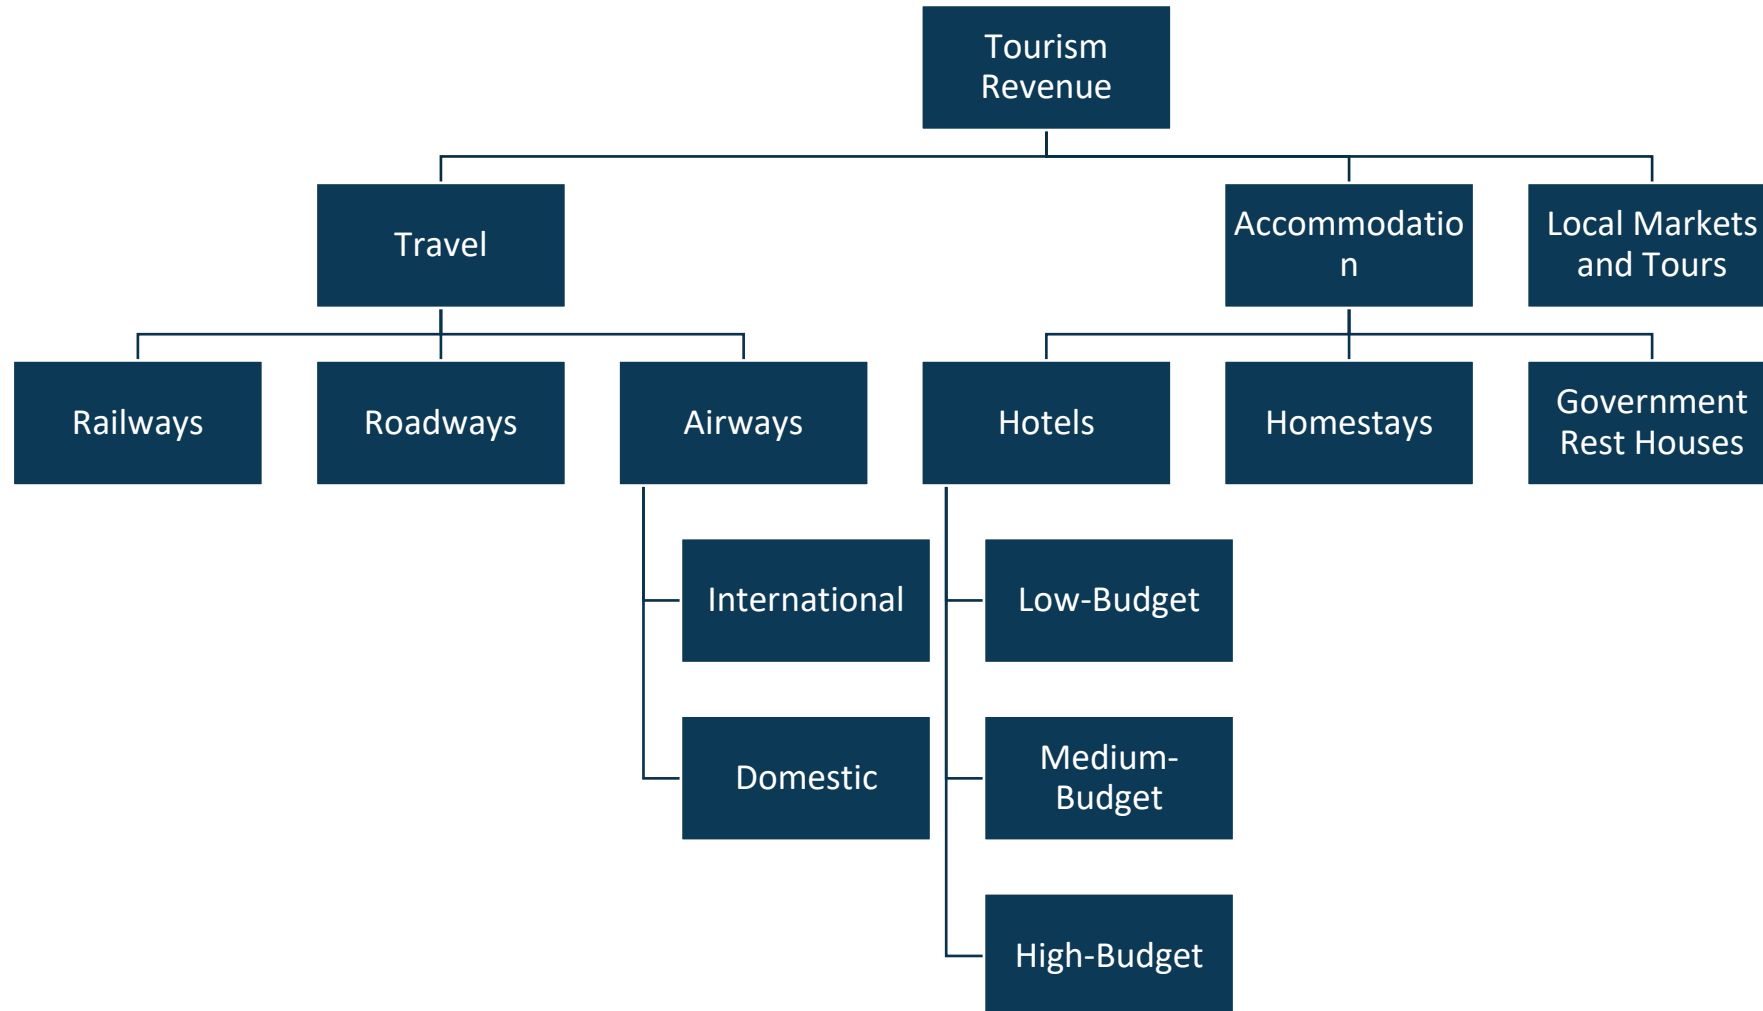 Tourism
Revenue
Travel
Accommodatio
n
Local Markets
and Tours
Railways
Roadways
Airways
Hotels
Homestays
Government
Rest Houses
International
Low-Budget
Domestic
Medium-
Budget
High-Budget